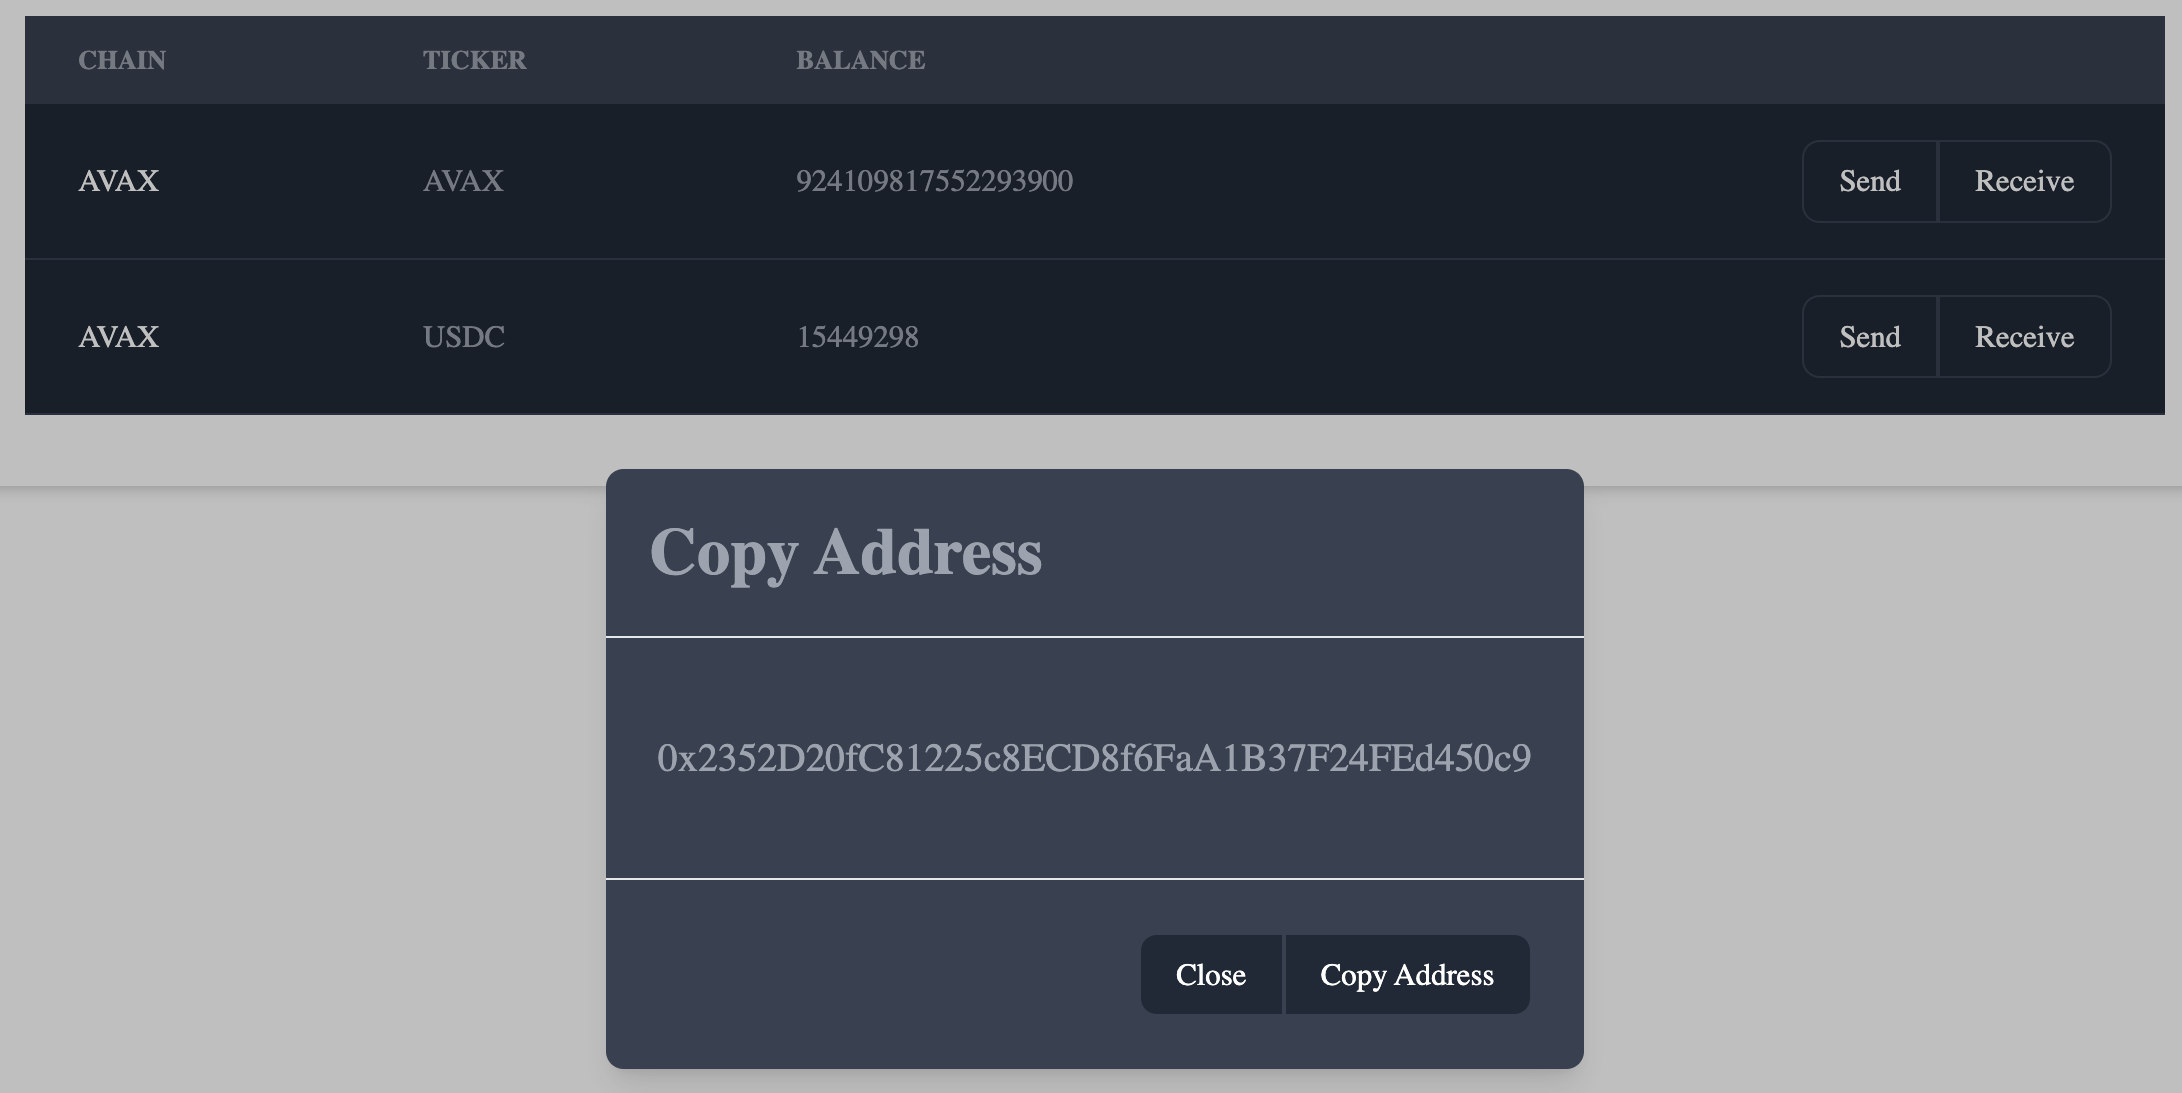 CHAIN TICKER BALANCE
AVAX AVAX 924109817552293900 Send Receive
AVAX USDC 15449298 Send Receive
Copy Address
0x2352D20fC81225c8ECD8f6FaA1B37F24FEd450c9
Close Copy Address